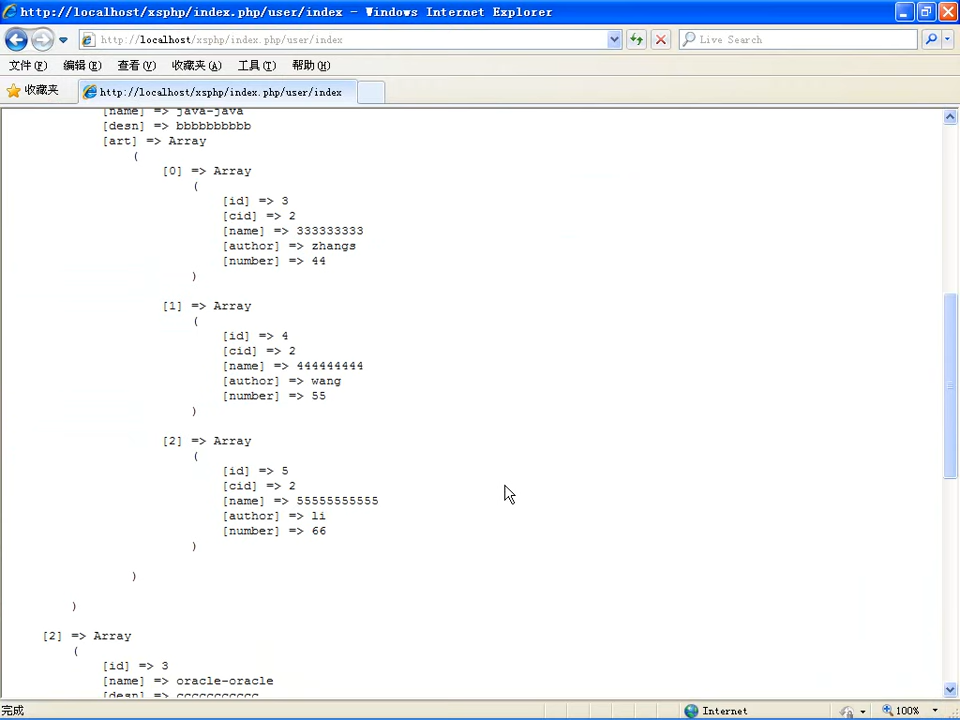 http://localhost/xsphp/index.php/user/index - Windows Internet Explorer
http://localhost/xsphp/index.php/user/index
Live Search
文件(F) 编辑(E) 查看(V) 收藏夹(A) 工具(T) 帮助(H)
收藏夹 http://localhost/xsphp/index.php/user/index
[name] => java-java
[desn] => bbbbbbbbbb
[art] => Array
(
[0] => Array
(
[id] => 3
[cid] => 2
[name] => 333333333
[author] => zhangs
[number] => 44
)
[1] => Array
(
[id] => 4
[cid] => 2
[name] => 444444444
[author] => wang
[number] => 55
)
[2] => Array
(
[id] => 5
[cid] => 2
[name] => 55555555555
[author] => li
[number] => 66
)
)
)
[2] => Array
(
[id] => 3
[name] => oracle-oracle
[desn] => ccccccccccc
完成 Internet 100%